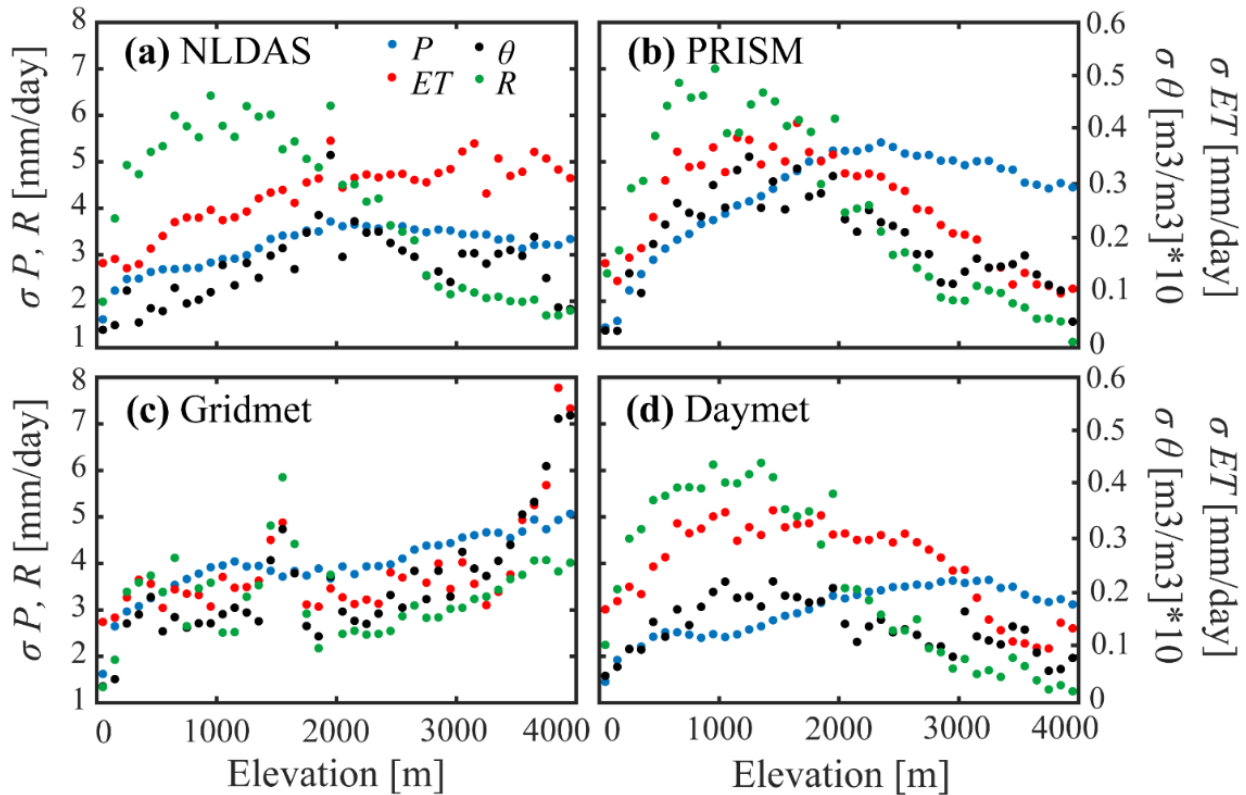 (a) NLDAS
P
θ
ET
R
8
7
6
5
4
3
2
1
σ P, R [mm/day]
(b) PRISM
0.6
0.5
0.4
0.3
0.2
0.1
0
σ θ [m3/m3]*10
σ ET [mm/day]
(c) Gridmet
8
7
6
5
4
3
2
1
σ P, R [mm/day]
0
1000
2000
3000
4000
Elevation [m]
(d) Daymet
0.6
0.5
0.4
0.3
0.2
0.1
0
σ θ [m3/m3]*10
σ ET [mm/day]
0
1000
2000
3000
4000
Elevation [m]